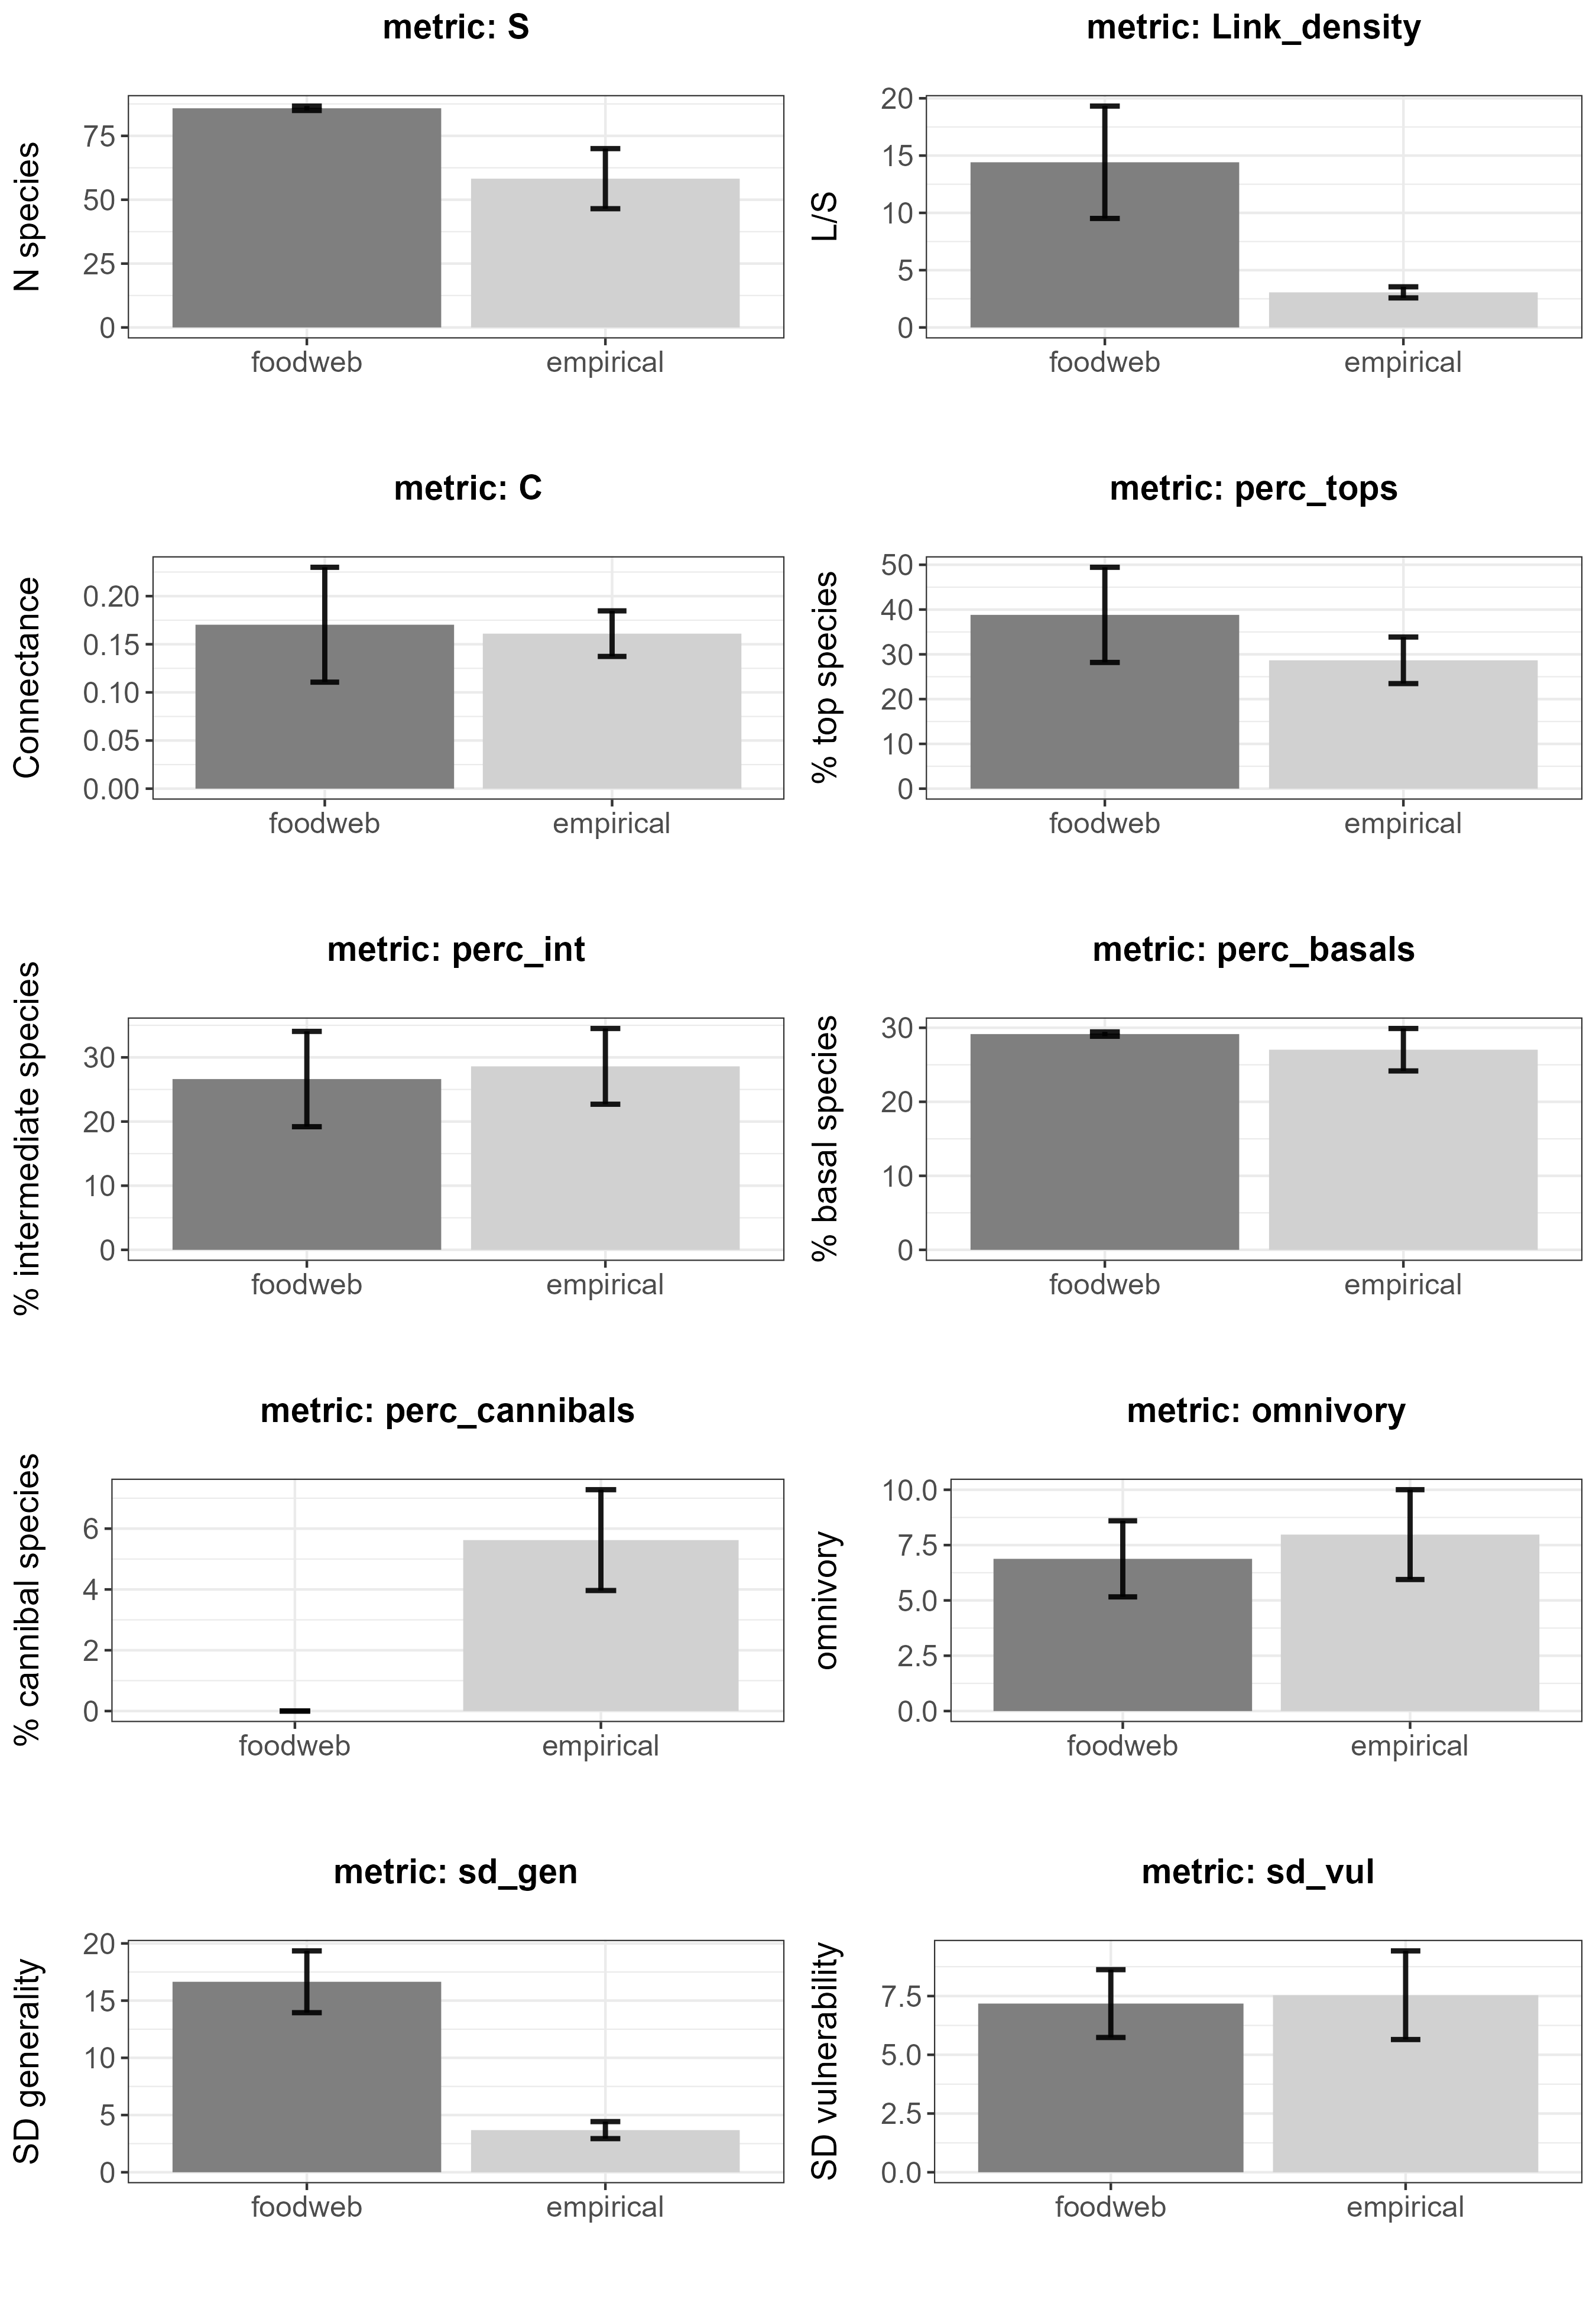 metric: S
N species
75
50
25
0
foodweb empirical
metric: Link_density
L/S
20
15
10
5
0
foodweb empirical
metric: C
Connectance
0.20
0.15
0.10
0.05
0.00
foodweb empirical
metric: perc_tops
% top species
50
40
30
20
10
0
foodweb empirical
metric: perc_int
% intermediate species
30
20
10
0
foodweb empirical
metric: perc_basals
% basal species
30
20
10
0
foodweb empirical
metric: perc_cannibals
% cannibal species
6
4
2
0
foodweb empirical
metric: omnivory
omnivory
10.0
7.5
5.0
2.5
0.0
foodweb empirical
metric: sd_gen
SD generality
20
15
10
5
0
foodweb empirical
metric: sd_vul
SD vulnerability
7.5
5.0
2.5
0.0
foodweb empirical